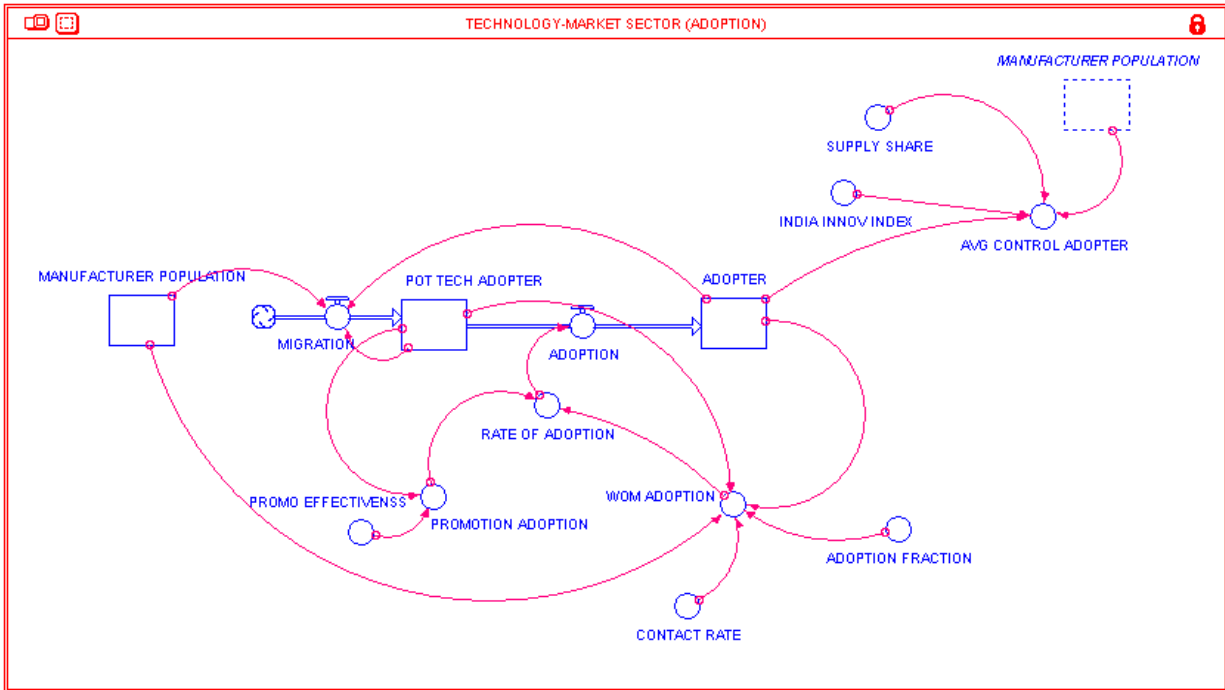 TECHNOLOGY-MARKET SECTOR (ADOPTION)
MANUFACTURER POPULATION
SUPPLY SHARE
INDIA INNOV INDEX
AVG CONTROL ADOPTER
MANUFACTURER POPULATION
POT TECH ADOPTER
ADOPTER
MIGRATION
ADOPTION
RATE OF ADOPTION
PROMO EFFECTIVENSS
WOM ADOPTION
PROMOTION ADOPTION
ADOPTION FRACTION
CONTACT RATE